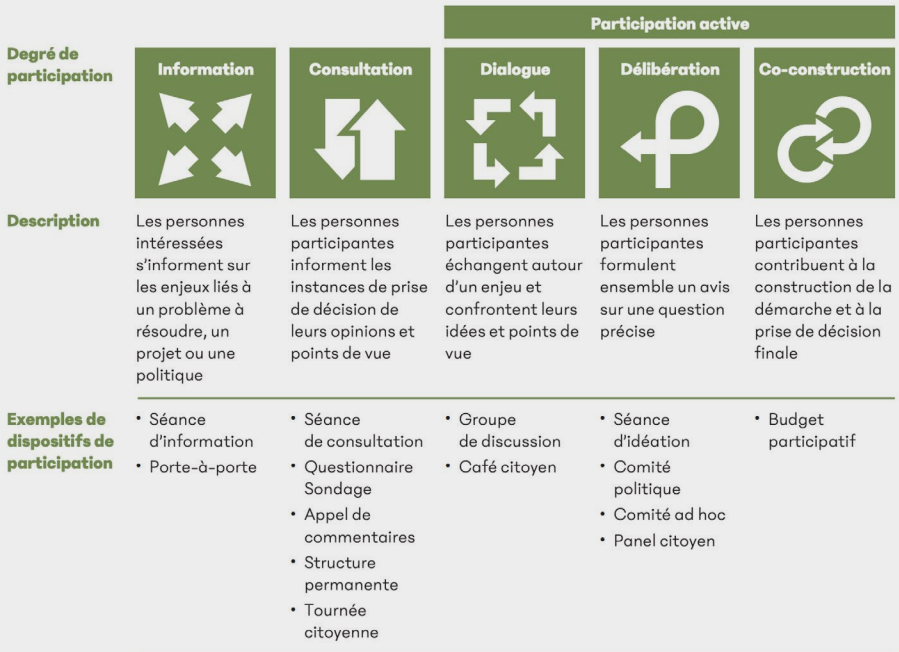 Participation active
Degré de
participation
Information
Consultation
Dialogue
Délibération
Co-construction
Description
Les personnes
intéressées
s'informent sur
les enjeux liés à
un problème à
résoudre, un
projet ou une
politique
Les personnes
participantes
informent les
instances de prise
de décision de
leurs opinions et
points de vue
Les personnes
participantes
échangent autour
d'un enjeu et
confrontent leurs
idées et points de
vue
Les personnes
participantes
formulent
ensemble un avis
sur une question
précise
Les personnes
participantes
contribuent à la
construction de la
démarche et à la
prise de décision
finale
Exemples de
dispositifs de
participation
• Séance
d'information
• Porte-à-porte
• Séance
de consultation
• Questionnaire
Sondage
• Appel de
commentaires
• Structure
permanente
• Tournée
citoyenne
• Groupe
de discussion
• Café citoyen
• Séance
d'idéation
• Comité
politique
• Comité ad hoc
• Panel citoyen
• Budget
participatif